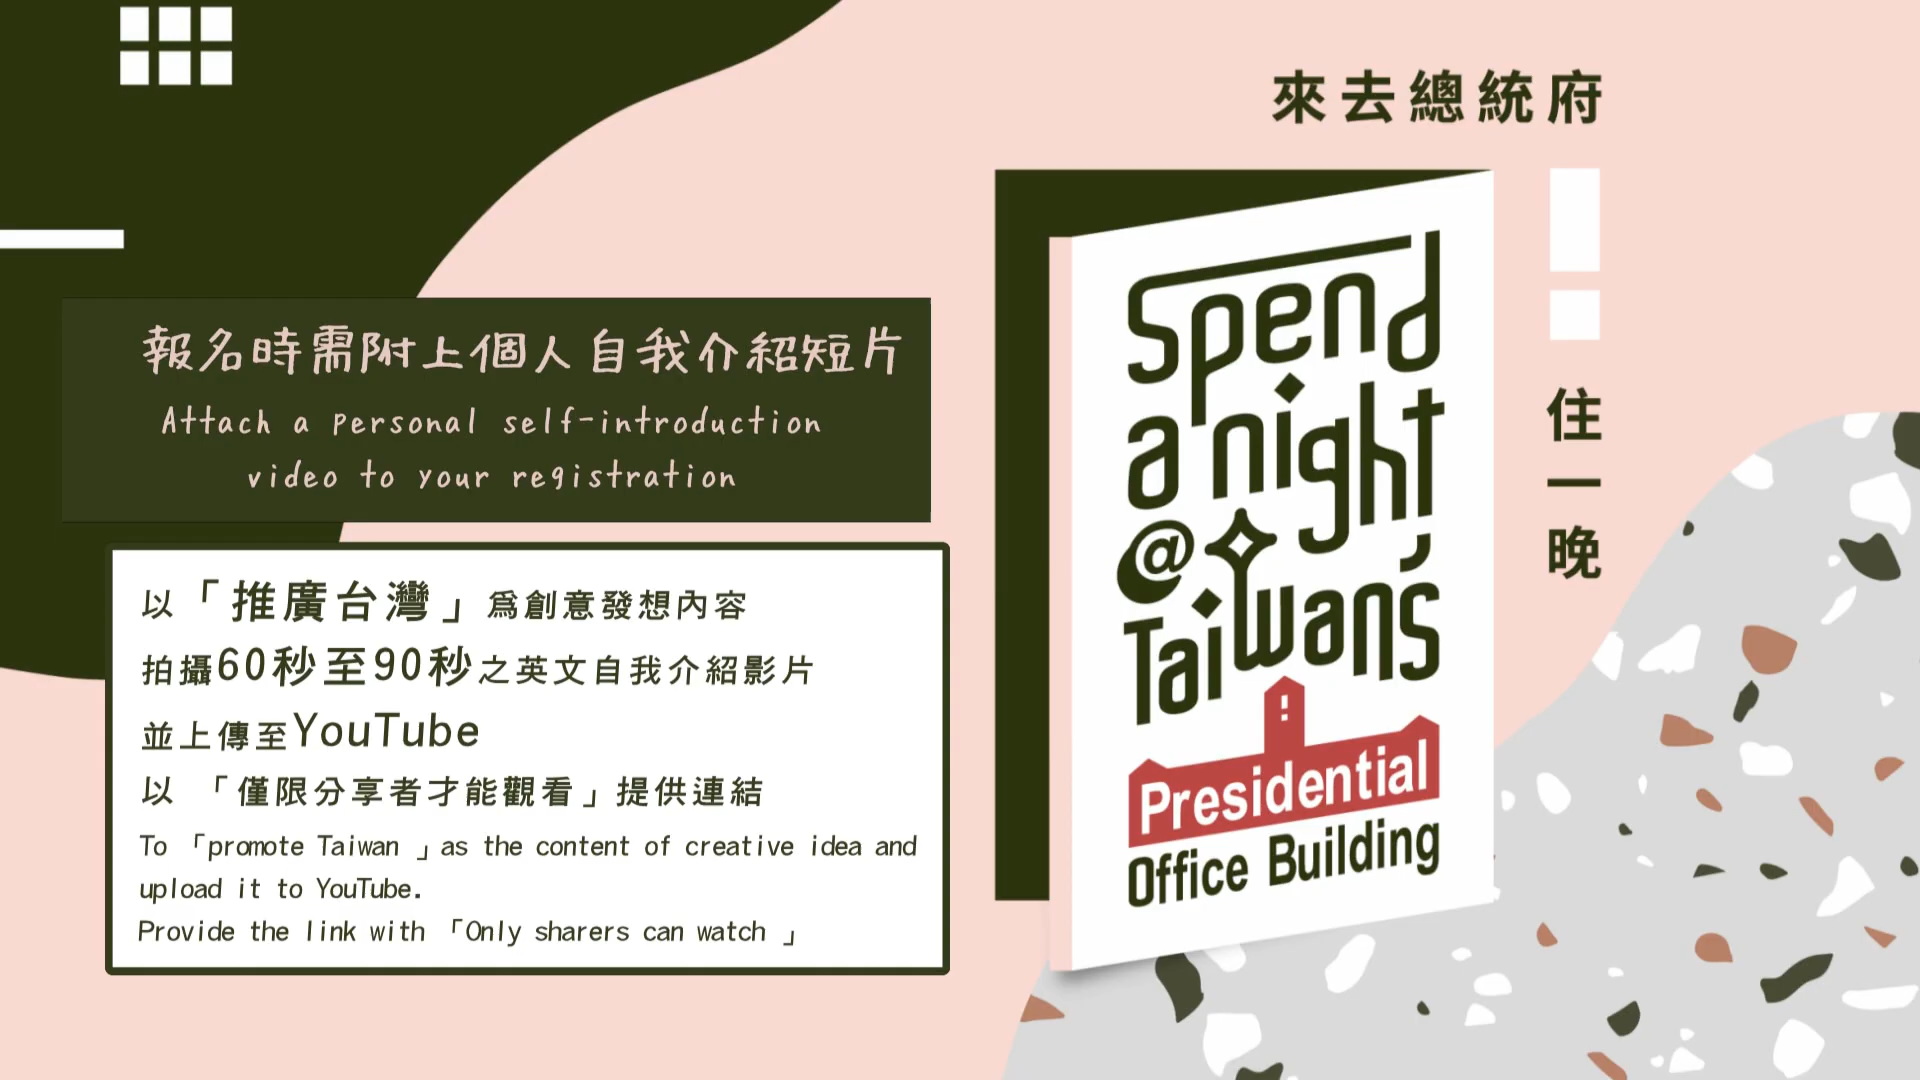 來去總統府
住一晚
報名時需附上個人自我介紹短片
Attach a personal self-introduction
video to your registration
以「推廣台灣」為創意發想內容
拍攝60秒至90秒之英文自我介紹影片
並上傳至YouTube
以「僅限分享者才能觀看」提供連結
To 「promote Taiwan 」as the content of creative idea and
upload it to YouTube.
Provide the link with 「Only sharers can watch 」
Spend
a night
@
Taiwan's
Presidential
Office Building